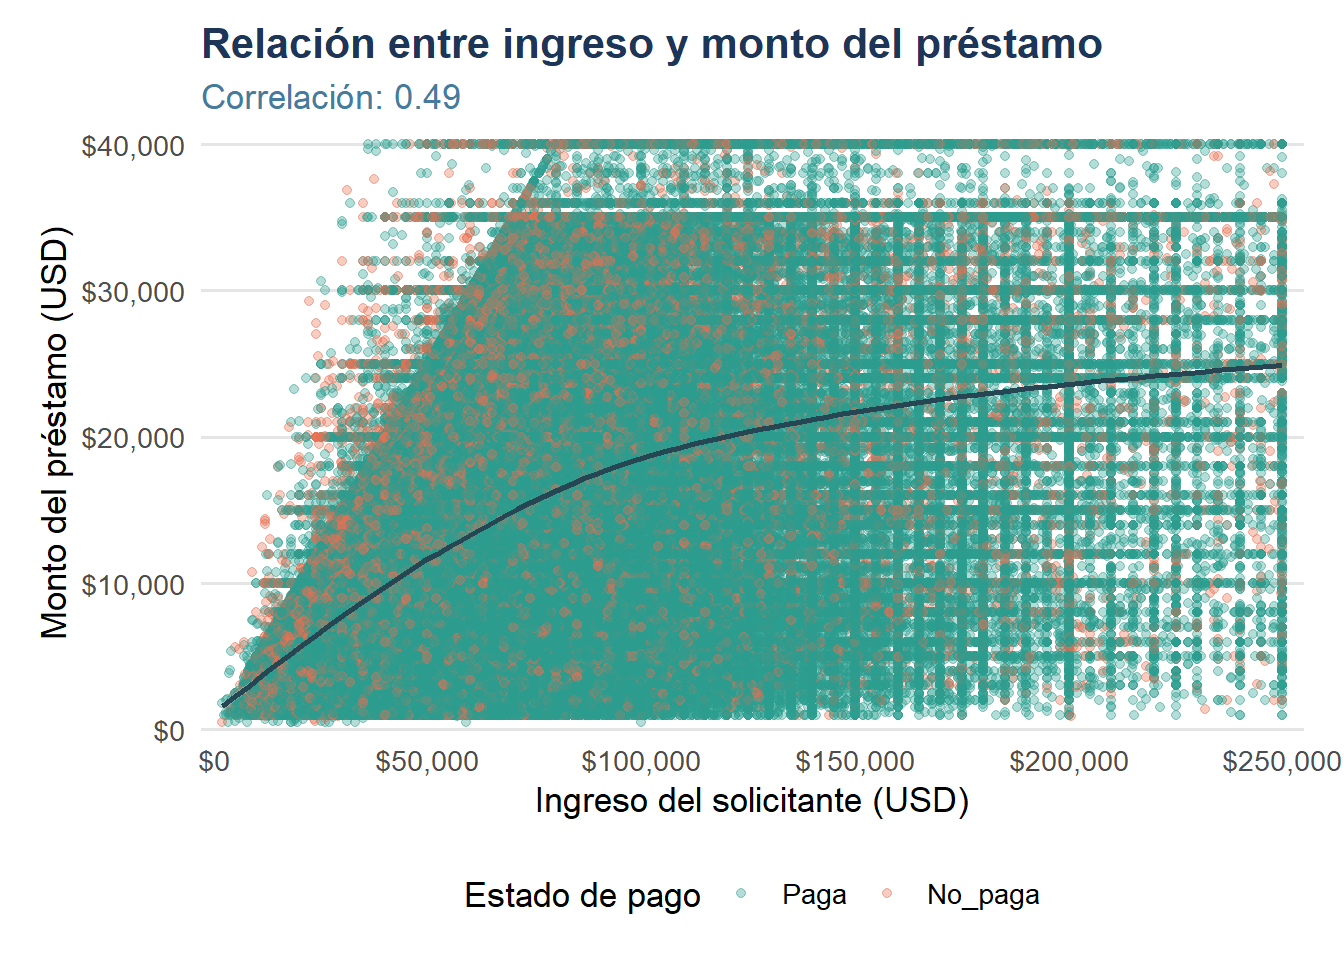 Relación entre ingreso y monto del préstamo
Correlación: 0.49
Monto del préstamo (USD)
$40,000
$30,000
$20,000
$10,000
$0
$0 $50,000 $100,000 $150,000 $200,000 $250,000
Ingreso del solicitante (USD)
Estado de pago Paga No_paga